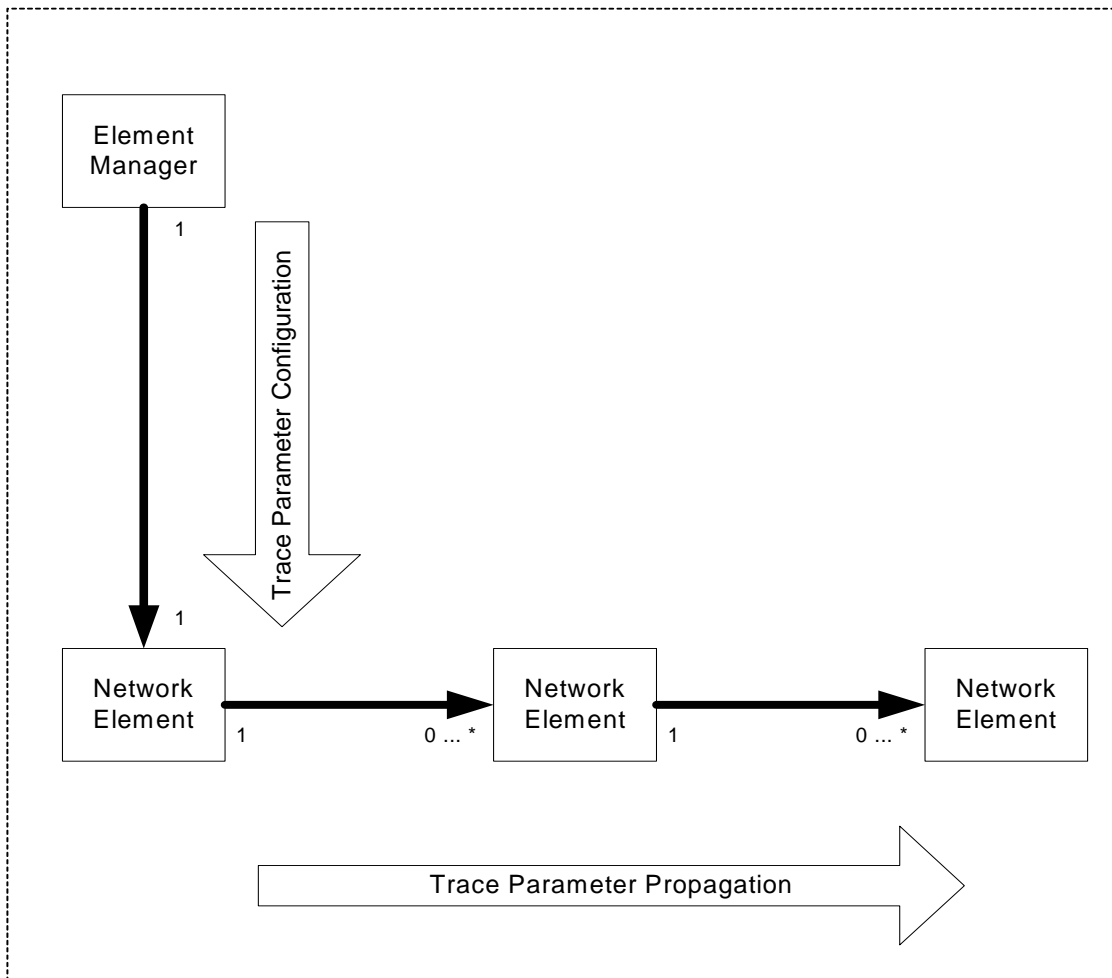 Element
Manager
1
Trace Parameter Configuration
1
Network
Element
Network
Element
Network
Element
1
0 ... *
1
0 ... *
Trace Parameter Propagation